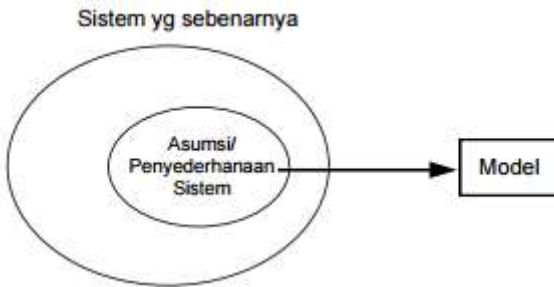 Sistem yg sebenarnya
Asumsi/
Penyederhanaan
Sistem
Model